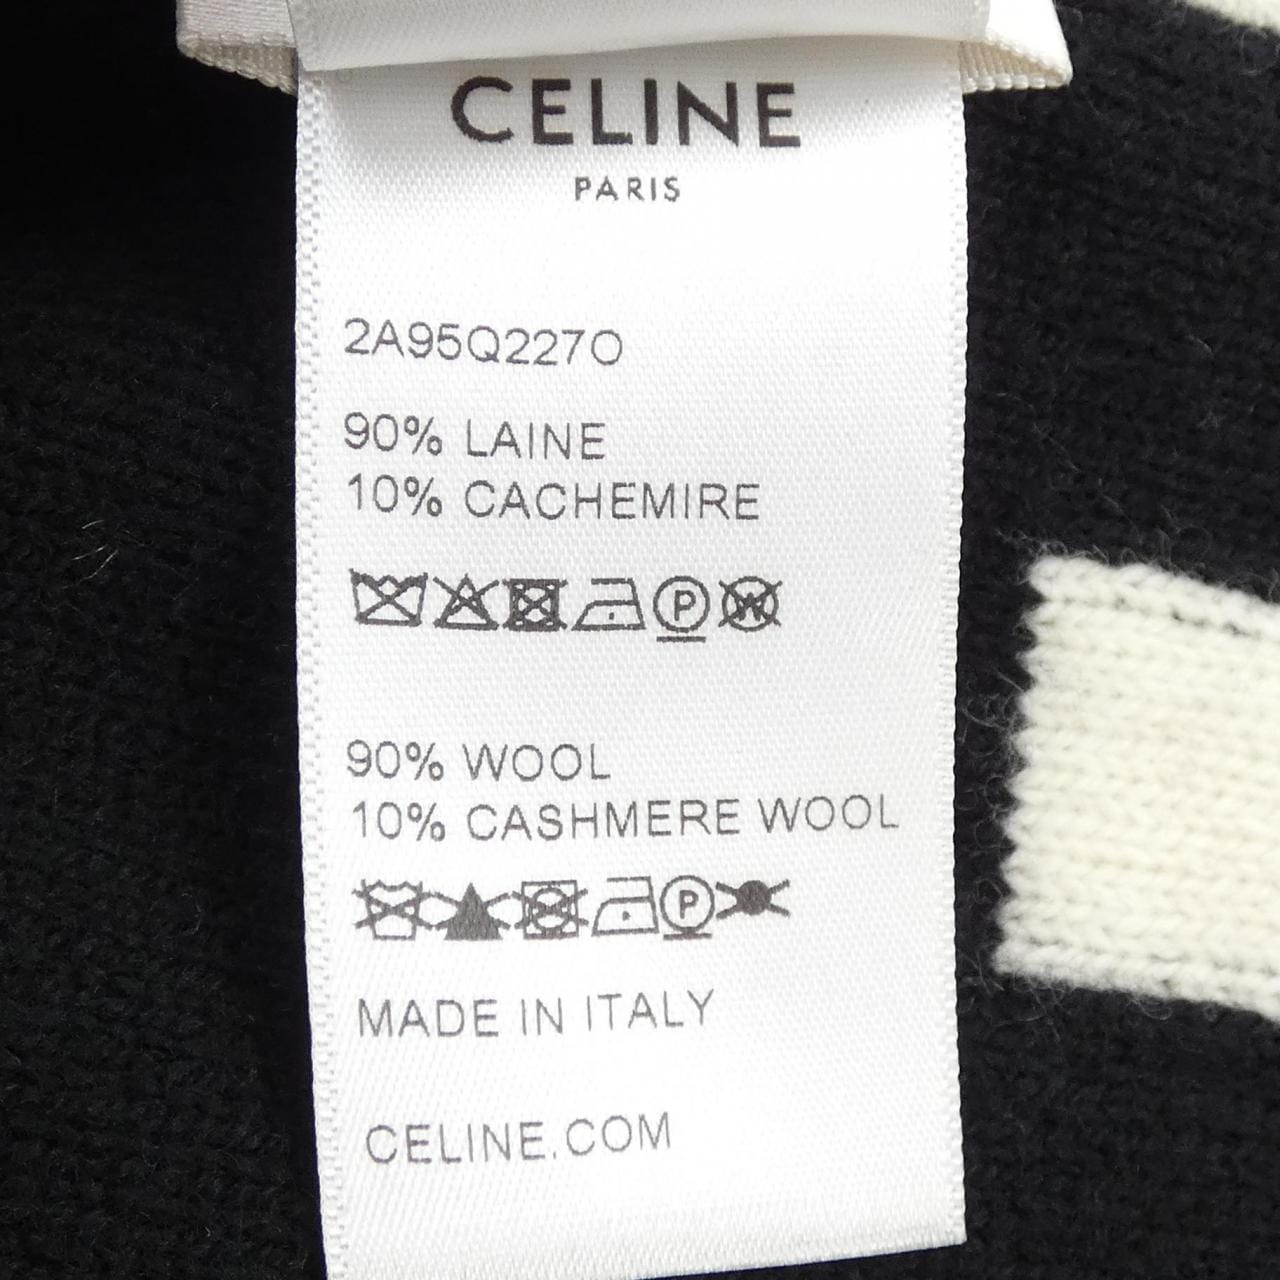 CELINE
PARIS
2A95Q227O
90% LAINE
10% CACHEMIRE
P W
90% WOOL
10% CASHMERE WOOL
P
MADE IN ITALY
CELINE.COM